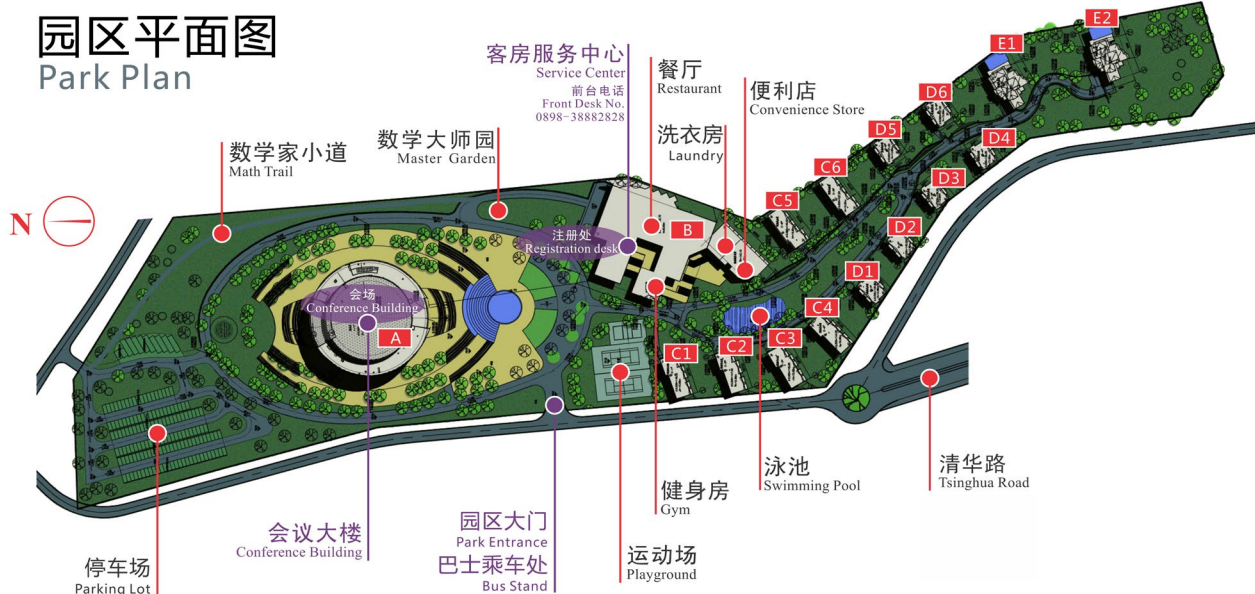 园区平面图
Park Plan
客房服务中心
Service Center
前台电话
Front Desk No.
0898-38882828
餐厅
Restaurant
便利店
Convenience Store
洗衣房
Laundry
数学大师园
Master Garden
数学家小道
Math Trail
N
注册处
Registration desk
会场
Conference Building
A
B
C1
C2
C3
C4
C5
C6
D1
D2
D3
D4
D5
D6
E1
E2
停车场
Parking Lot
会议大楼
Conference Building
园区大门
Park Entrance
巴士乘车处
Bus Stand
运动场
Playground
健身房
Gym
泳池
Swimming Pool
清华路
Tsinghua Road